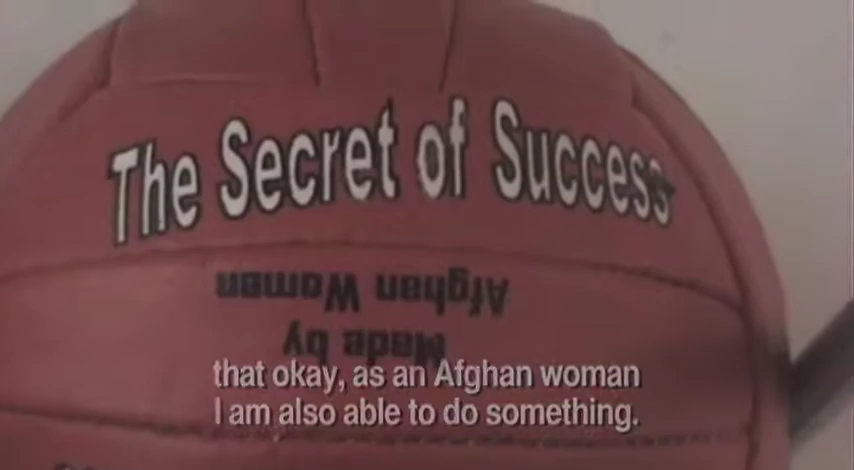 The Secret of Success
Made by
Afghan Women
that okay, as an Afghan woman
I am also able to do something.